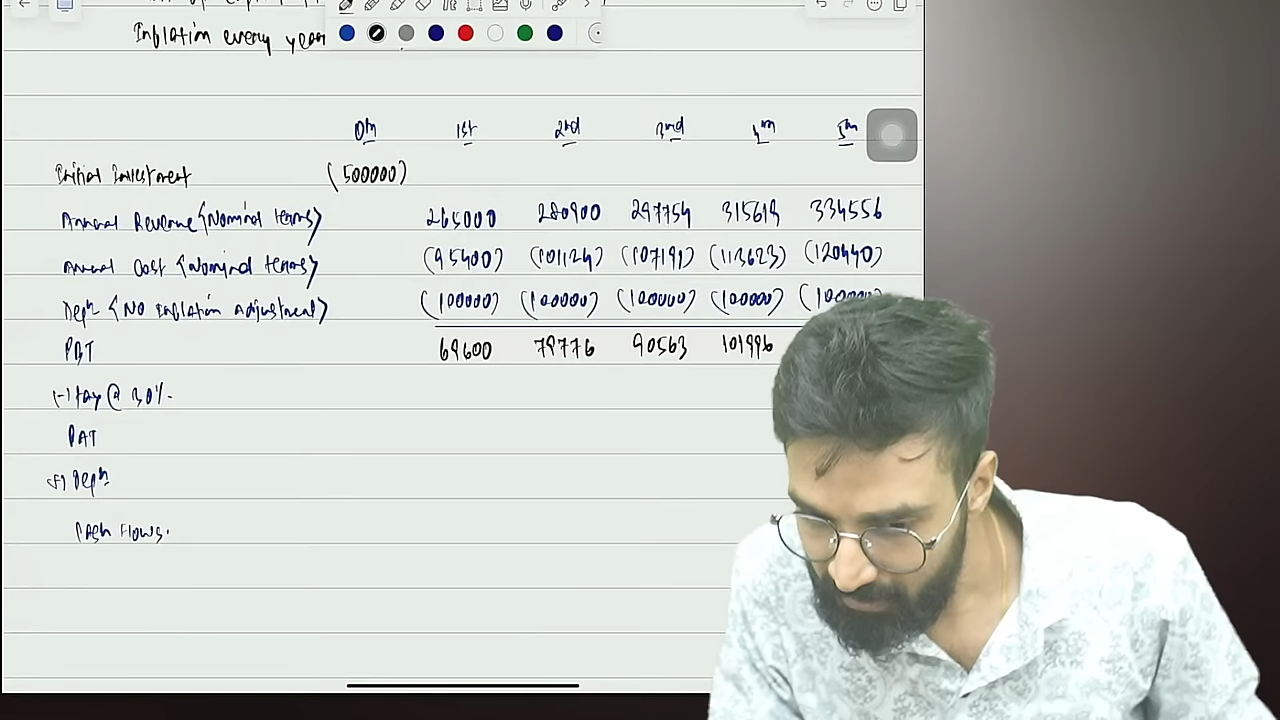 Inflation every year
0th 1st 2nd 3rd 4th 5th
Initial Investment (500000)
Annual Revenue {Nominal terms} 265000 280900 297754 315619 334556
Annual Cost {Nominal terms} (95400) (101124) (107191) (113623) (120440)
Depn {No Inflation adjustment} (100000) (100000) (100000) (100000) (100000
PBT 69600 79776 90563 101996
(-) tax @ 30%.
PAT
(+) Depn
Cash Flows.